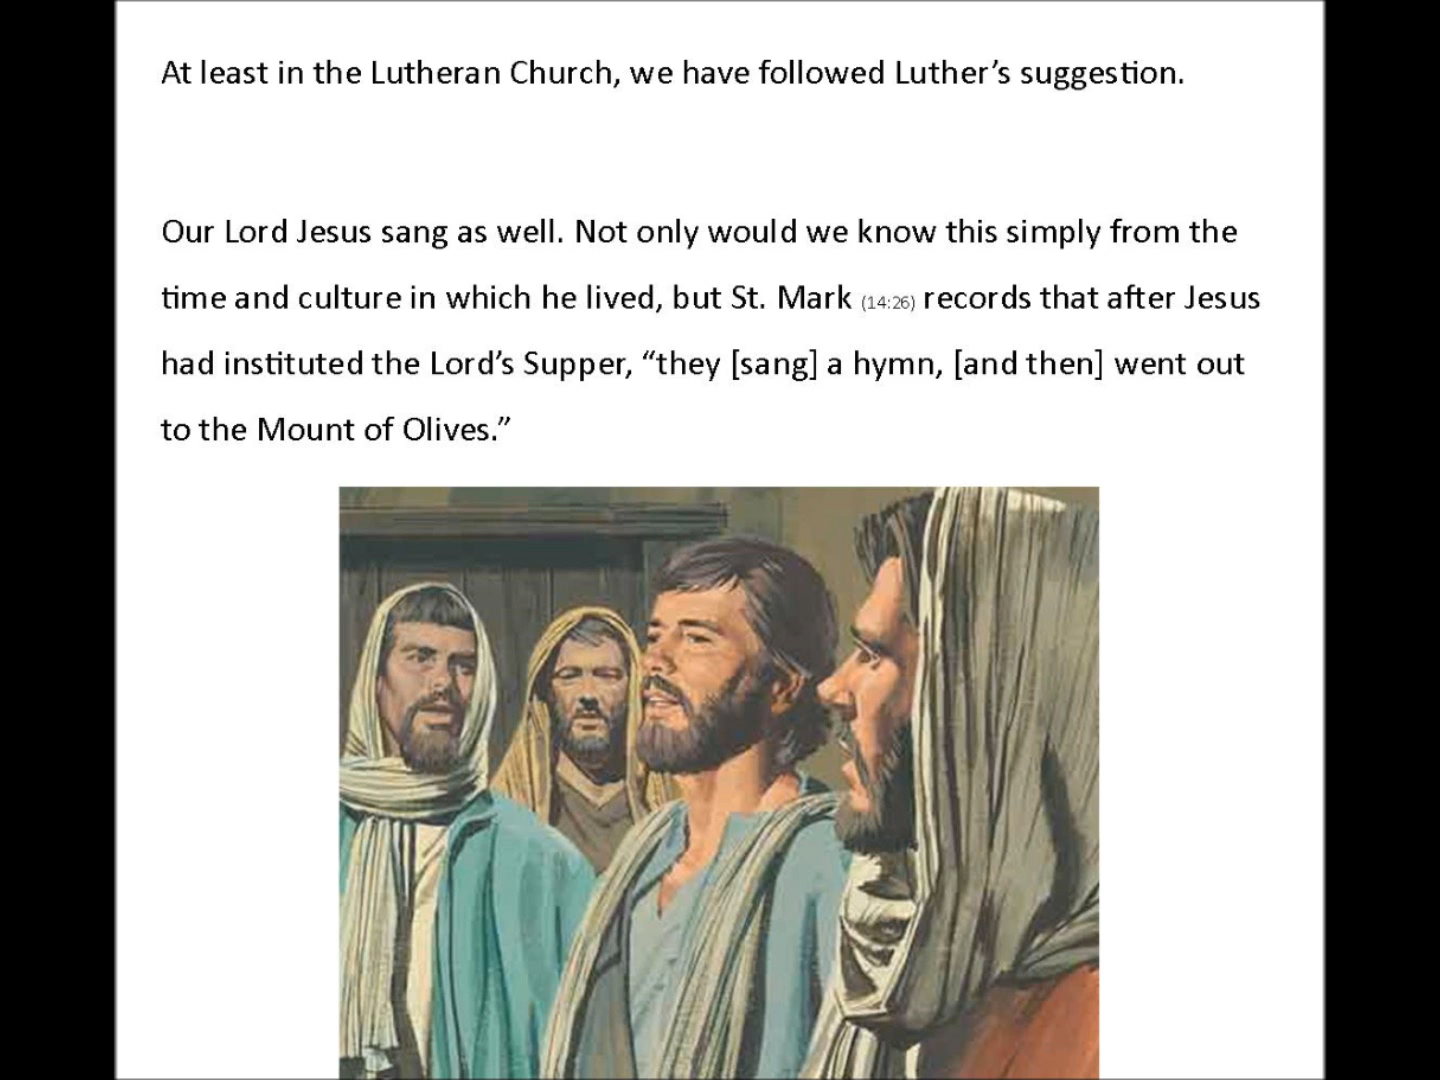 At least in the Lutheran Church, we have followed Luther’s suggestion.
Our Lord Jesus sang as well. Not only would we know this simply from the
time and culture in which he lived, but St. Mark (14:26) records that after Jesus
had instituted the Lord’s Supper, “they [sang] a hymn, [and then] went out
to the Mount of Olives.”